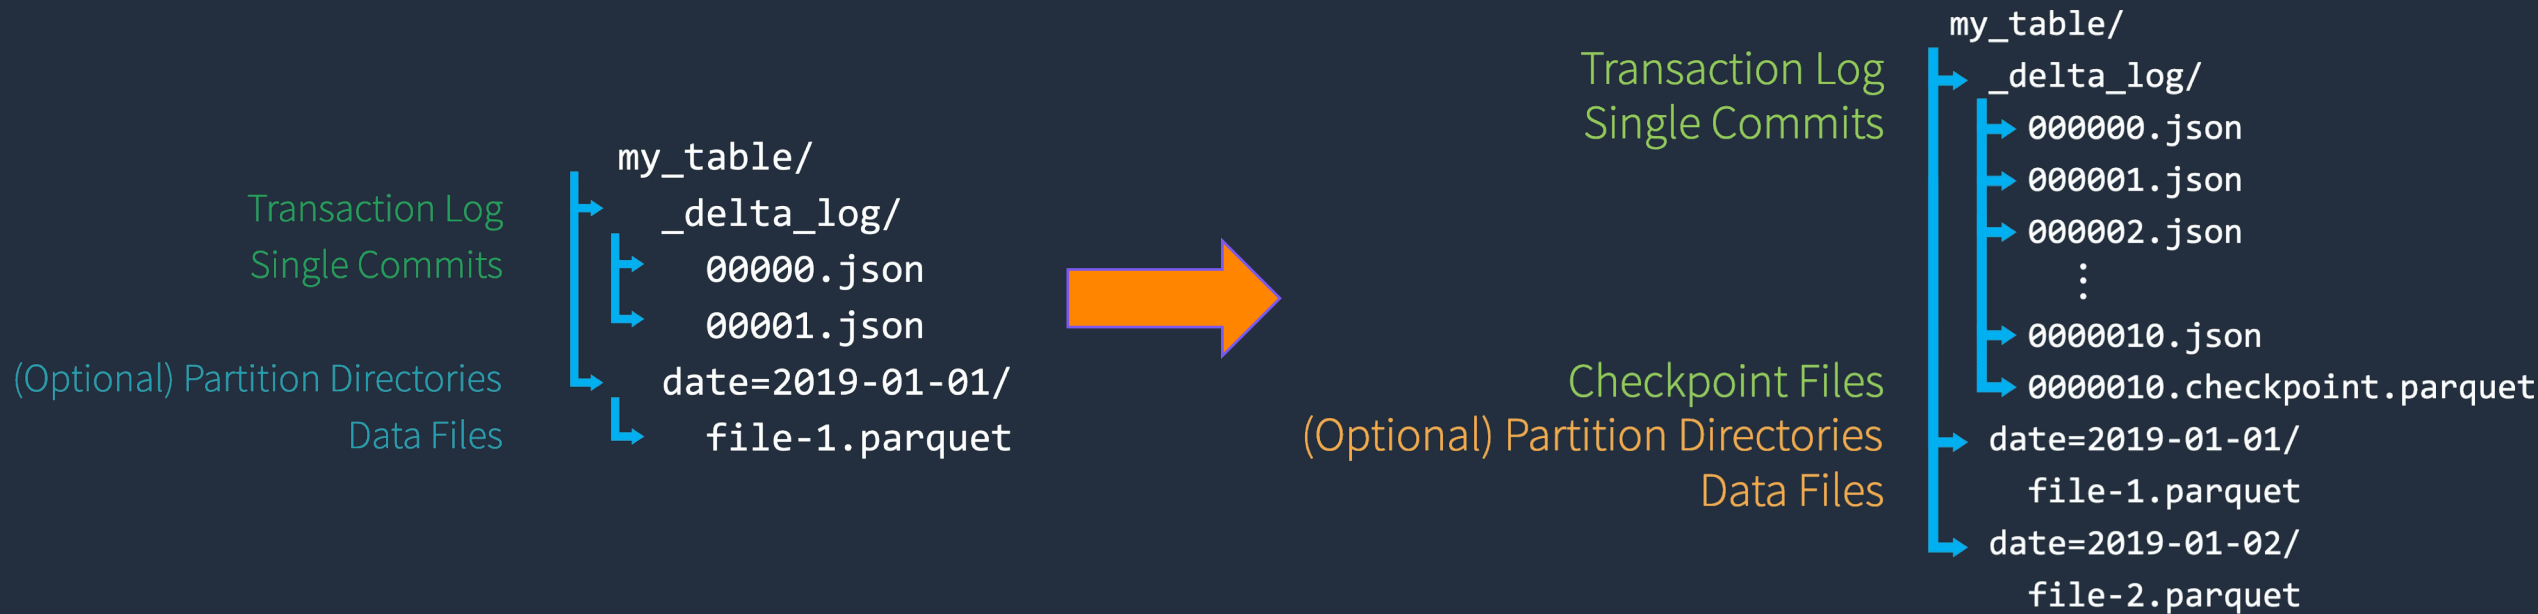 my_table/
Transaction Log
_delta_log/
Single Commits
00000.json
00001.json
(Optional) Partition Directories
date=2019-01-01/
Data Files
file-1.parquet
my_table/
Transaction Log
_delta_log/
Single Commits
000000.json
000001.json
000002.json
⋮
0000010.json
Checkpoint Files
0000010.checkpoint.parquet
(Optional) Partition Directories
date=2019-01-01/
Data Files
file-1.parquet
date=2019-01-02/
file-2.parquet